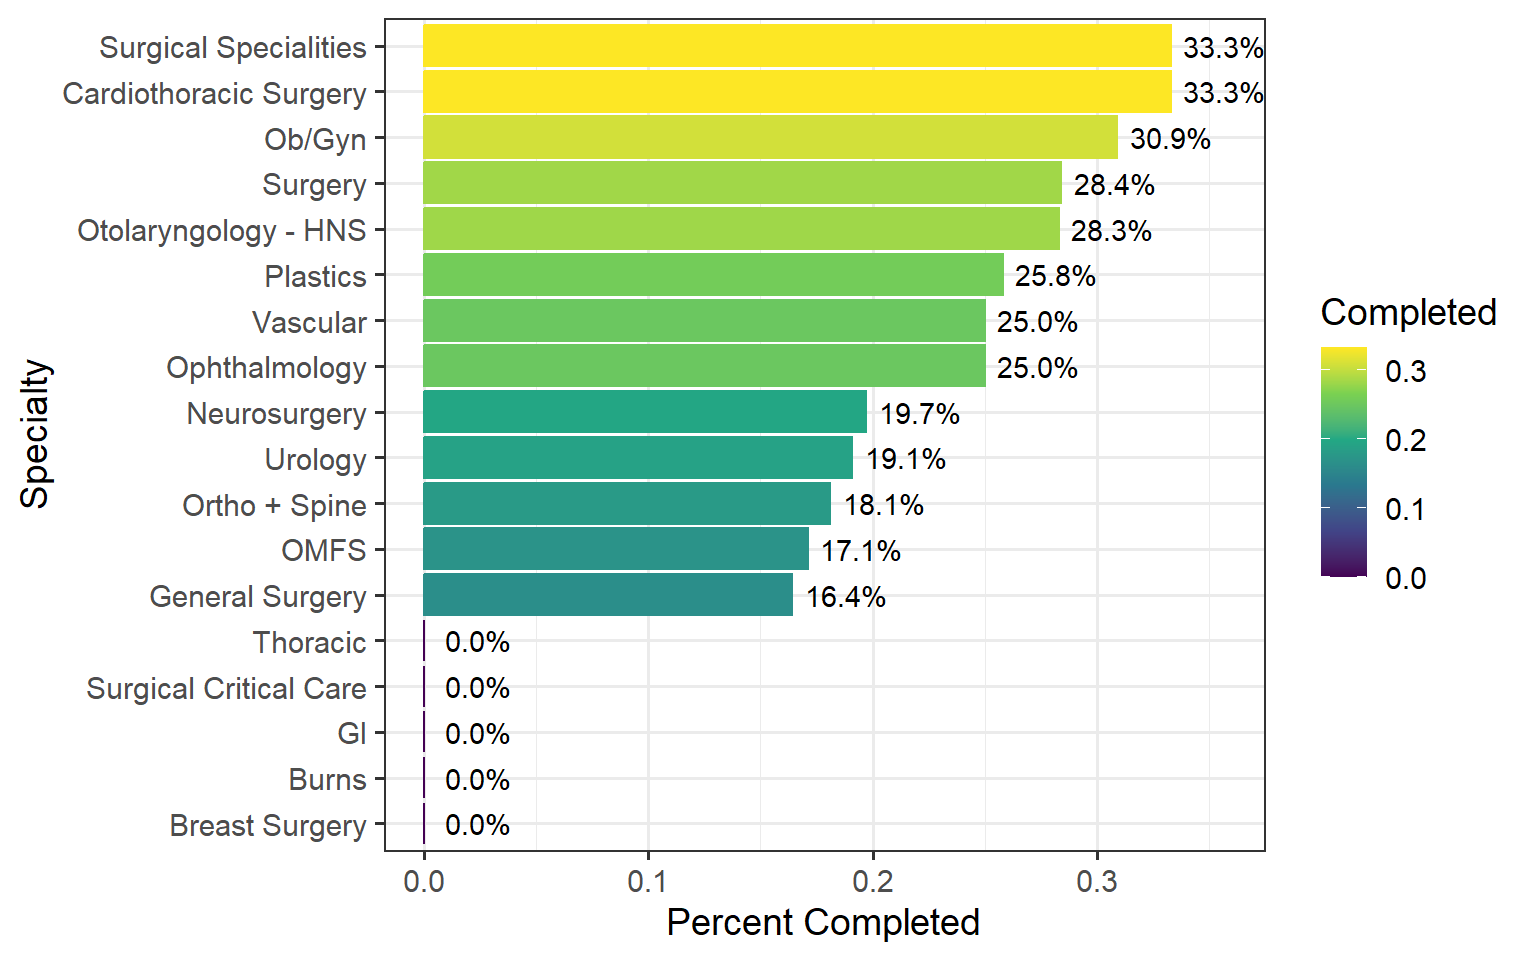 Surgical Specialities 33.3%
Cardiothoracic Surgery 33.3%
Ob/Gyn 30.9%
Surgery 28.4%
Otolaryngology - HNS 28.3%
Plastics 25.8%
Vascular 25.0%
Ophthalmology 25.0%
Neurosurgery 19.7%
Urology 19.1%
Ortho + Spine 18.1%
OMFS 17.1%
General Surgery 16.4%
Thoracic 0.0%
Surgical Critical Care 0.0%
GI 0.0%
Burns 0.0%
Breast Surgery 0.0%
0.0 0.1 0.2 0.3
Percent Completed
Specialty
Completed
0.3
0.2
0.1
0.0